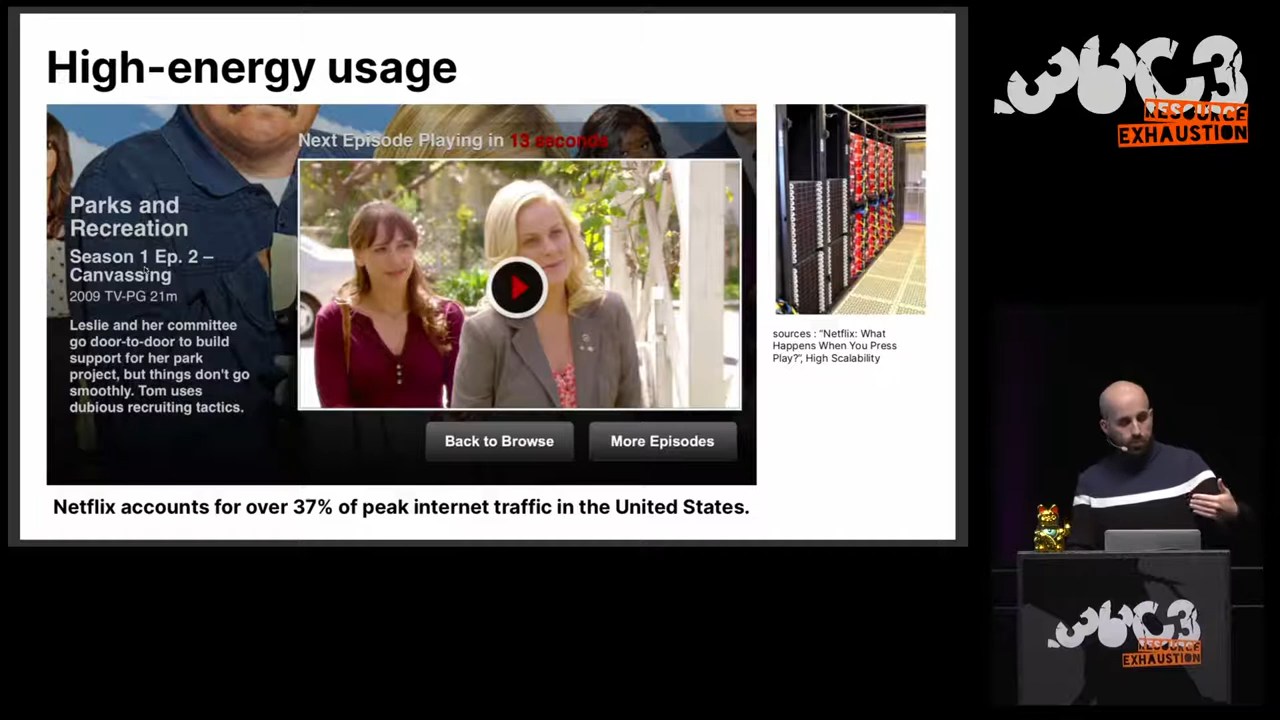 High-energy usage
Next Episode Playing in 13 seconds
Parks and
Recreation
Season 1 Ep. 2 –
Canvassing
2009 TV-PG 21m
Leslie and her committee
go door-to-door to build
support for her park
project, but things don't go
smoothly. Tom uses
dubious recruiting tactics.
Back to Browse
More Episodes
Netflix accounts for over 37% of peak internet traffic in the United States.
sources : "Netflix: What
Happens When You Press
Play?", High Scalability
36C3
RESOURCE
EXHAUSTION
36C3
RESOURCE
EXHAUSTION